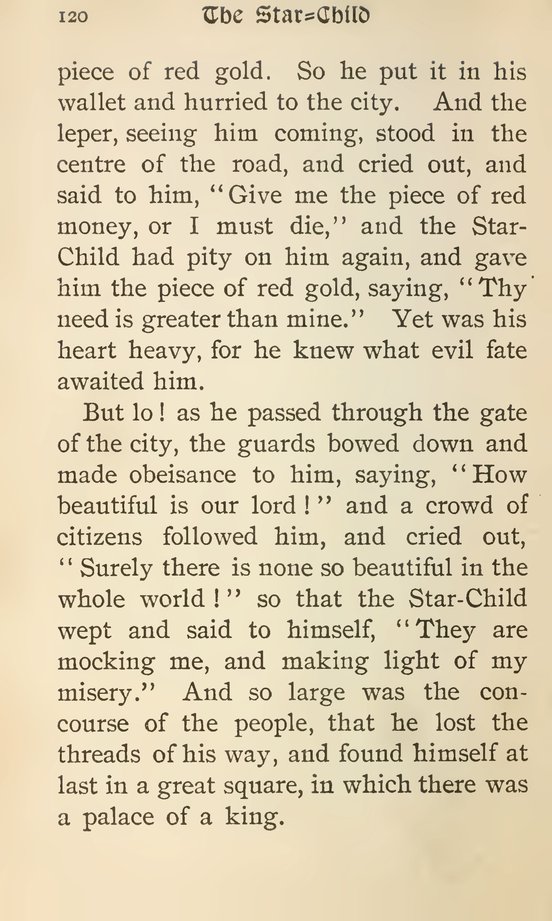 120 The Star-Child
piece of red gold. So he put it in his
wallet and hurried to the city. And the
leper, seeing him coming, stood in the
centre of the road, and cried out, and
said to him, “Give me the piece of red
money, or I must die,” and the Star-
Child had pity on him again, and gave
him the piece of red gold, saying, “Thy
need is greater than mine.” Yet was his
heart heavy, for he knew what evil fate
awaited him.
But lo! as he passed through the gate
of the city, the guards bowed down and
made obeisance to him, saying, “How
beautiful is our lord!” and a crowd of
citizens followed him, and cried out,
“Surely there is none so beautiful in the
whole world!” so that the Star-Child
wept and said to himself, “They are
mocking me, and making light of my
misery.” And so large was the con-
course of the people, that he lost the
threads of his way, and found himself at
last in a great square, in which there was
a palace of a king.